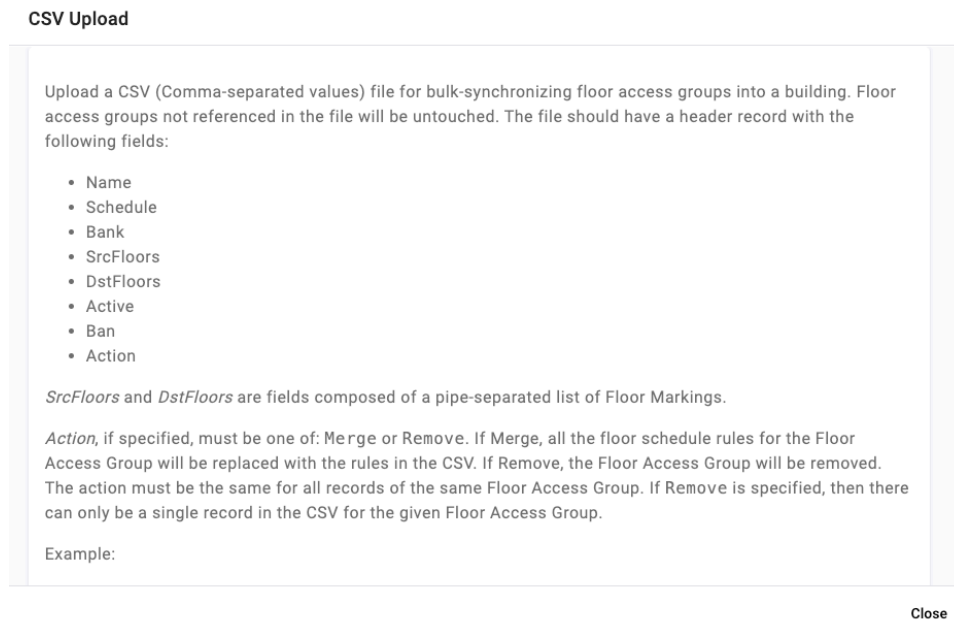 CSV Upload
Upload a CSV (Comma-separated values) file for bulk-synchronizing floor access groups into a building. Floor
access groups not referenced in the file will be untouched. The file should have a header record with the
following fields:
• Name
• Schedule
• Bank
• SrcFloors
• DstFloors
• Active
• Ban
• Action
SrcFloors and DstFloors are fields composed of a pipe-separated list of Floor Markings.
Action, if specified, must be one of: Merge or Remove. If Merge, all the floor schedule rules for the Floor
Access Group will be replaced with the rules in the CSV. If Remove, the Floor Access Group will be removed.
The action must be the same for all records of the same Floor Access Group. If Remove is specified, then there
can only be a single record in the CSV for the given Floor Access Group.
Example:
Close